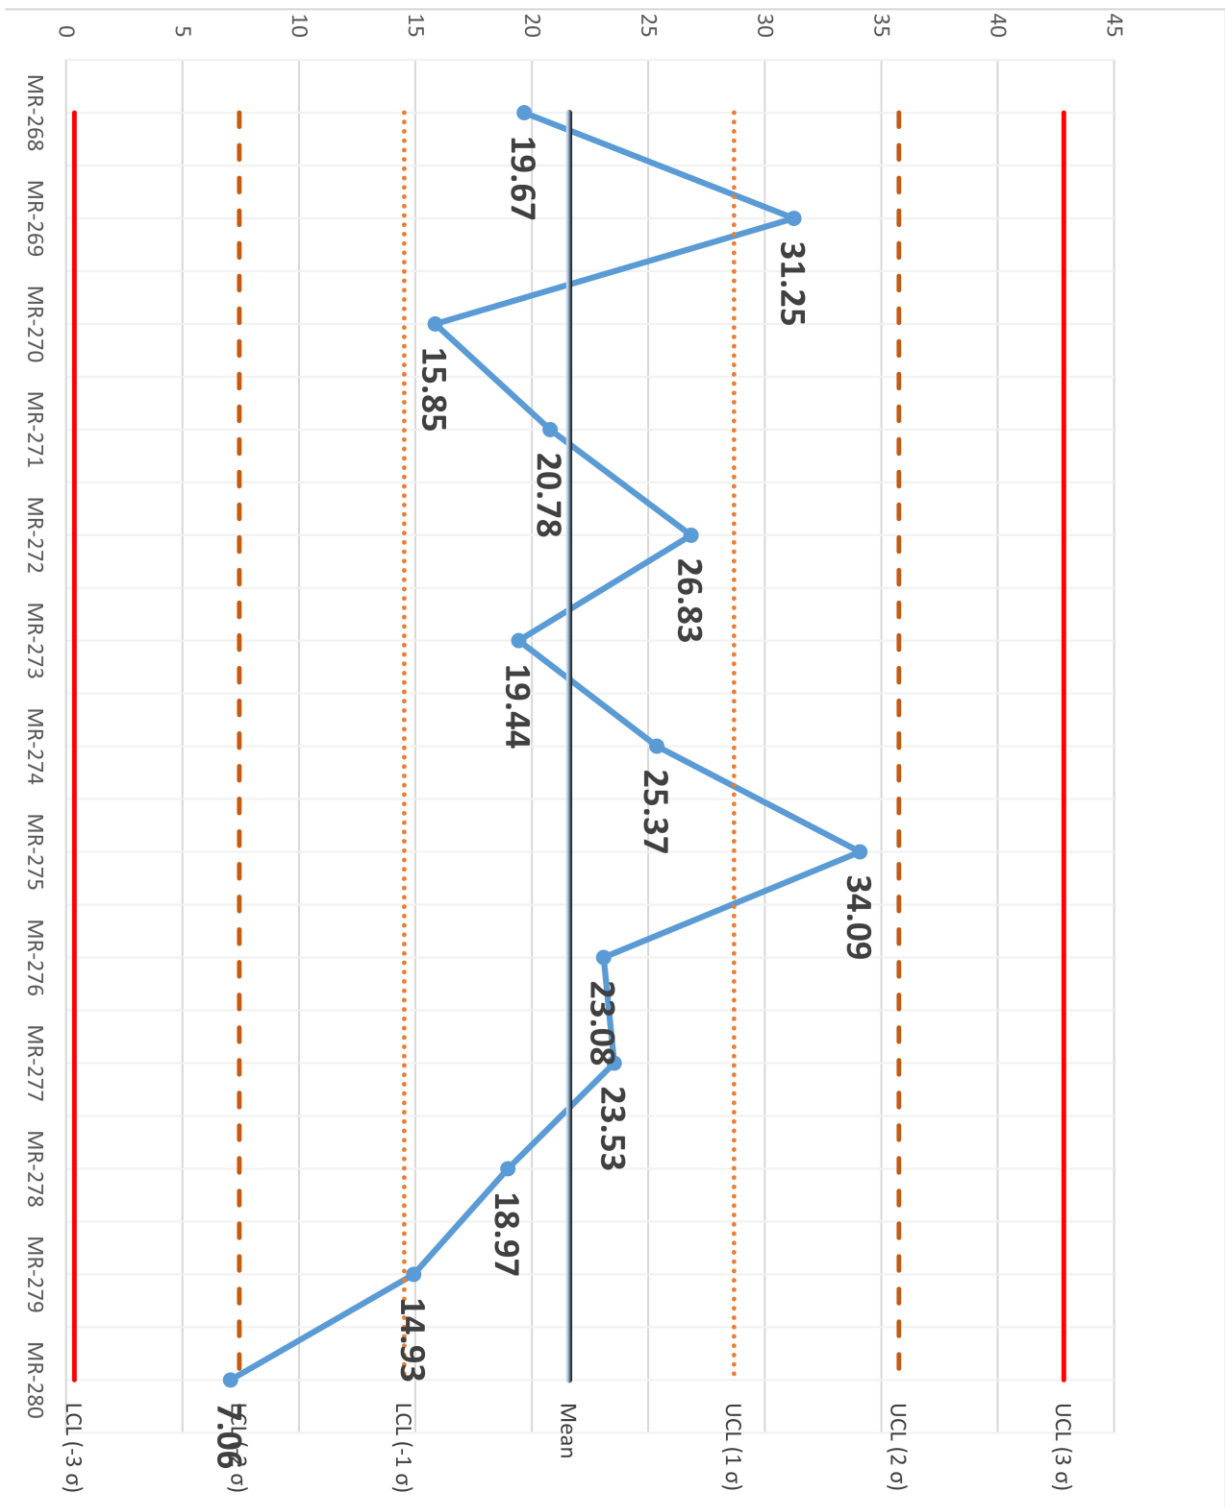 45
40
35
30
25
20
15
10
5
0
UCL (3 σ)
UCL (2 σ)
UCL (1 σ)
Mean
LCL (-1 σ)
LCL (-3 σ)
19.67
31.25
15.85
20.78
26.83
19.44
25.37
34.09
23.08
23.53
18.97
14.93
7.06
MR-268
MR-269
MR-270
MR-271
MR-272
MR-273
MR-274
MR-275
MR-276
MR-277
MR-278
MR-279
MR-280